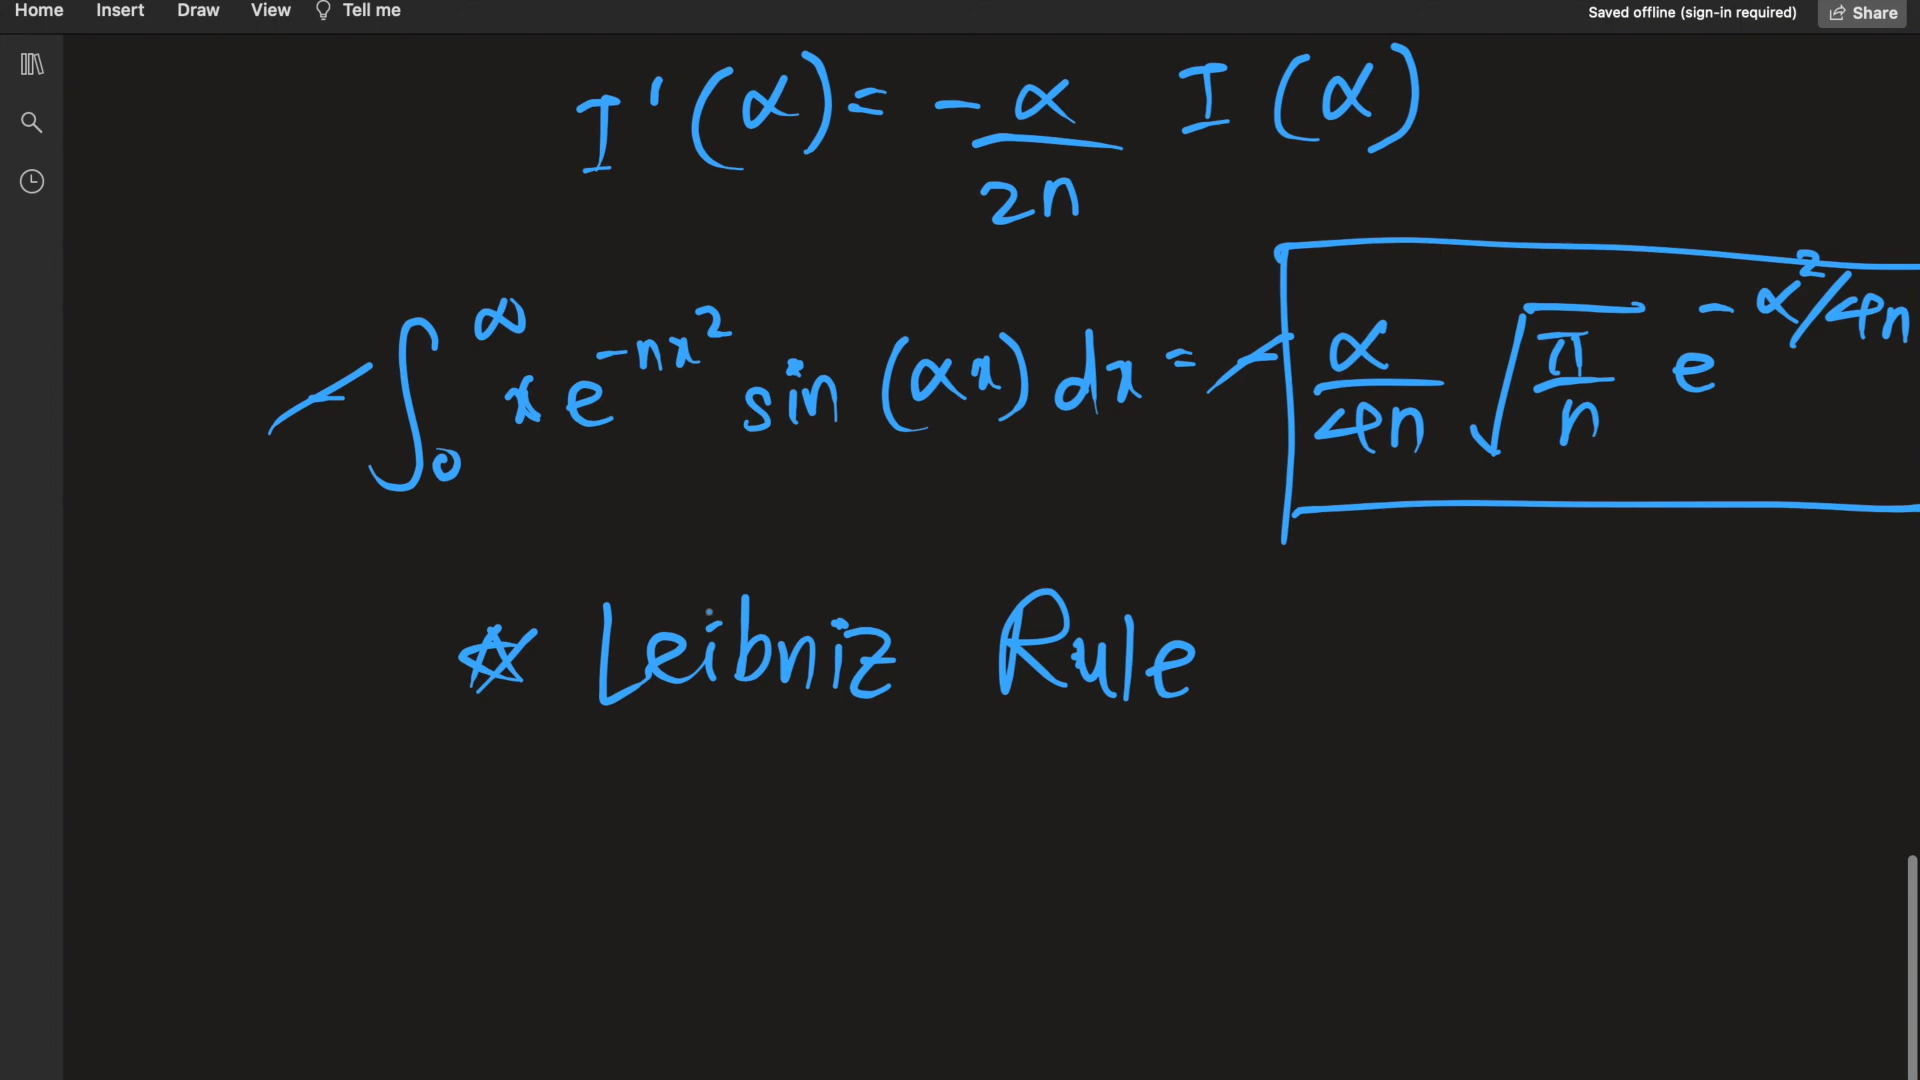 Home Insert Draw View Tell me Saved offline (sign-in required) Share
I'(α) = - α/2n I(α)
-∫₀^∞ x e^(-nx²) sin(αx) dx = - α/4n √(π/n) e^(-α²/4n)
☆ Leibniz Rule